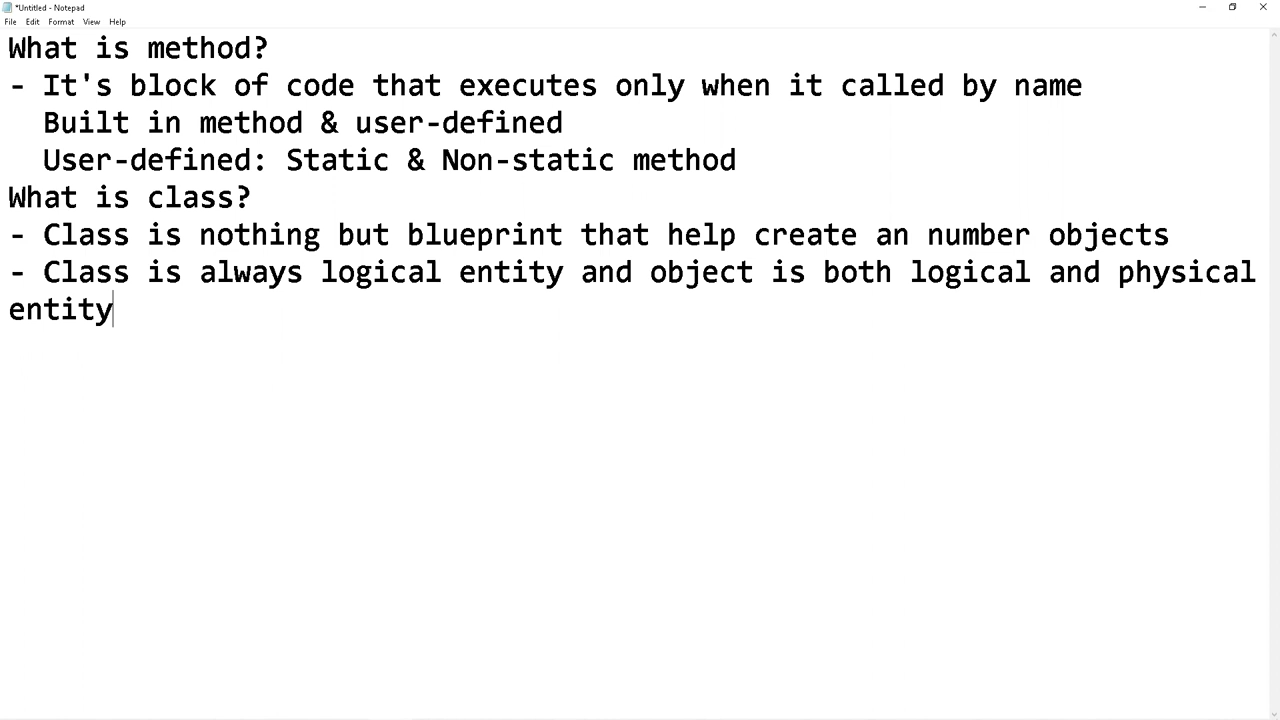 *Untitled - Notepad
File Edit Format View Help
What is method?
- It's block of code that executes only when it called by name
Built in method & user-defined
User-defined: Static & Non-static method
What is class?
- Class is nothing but blueprint that help create an number objects
- Class is always logical entity and object is both logical and physical
entity